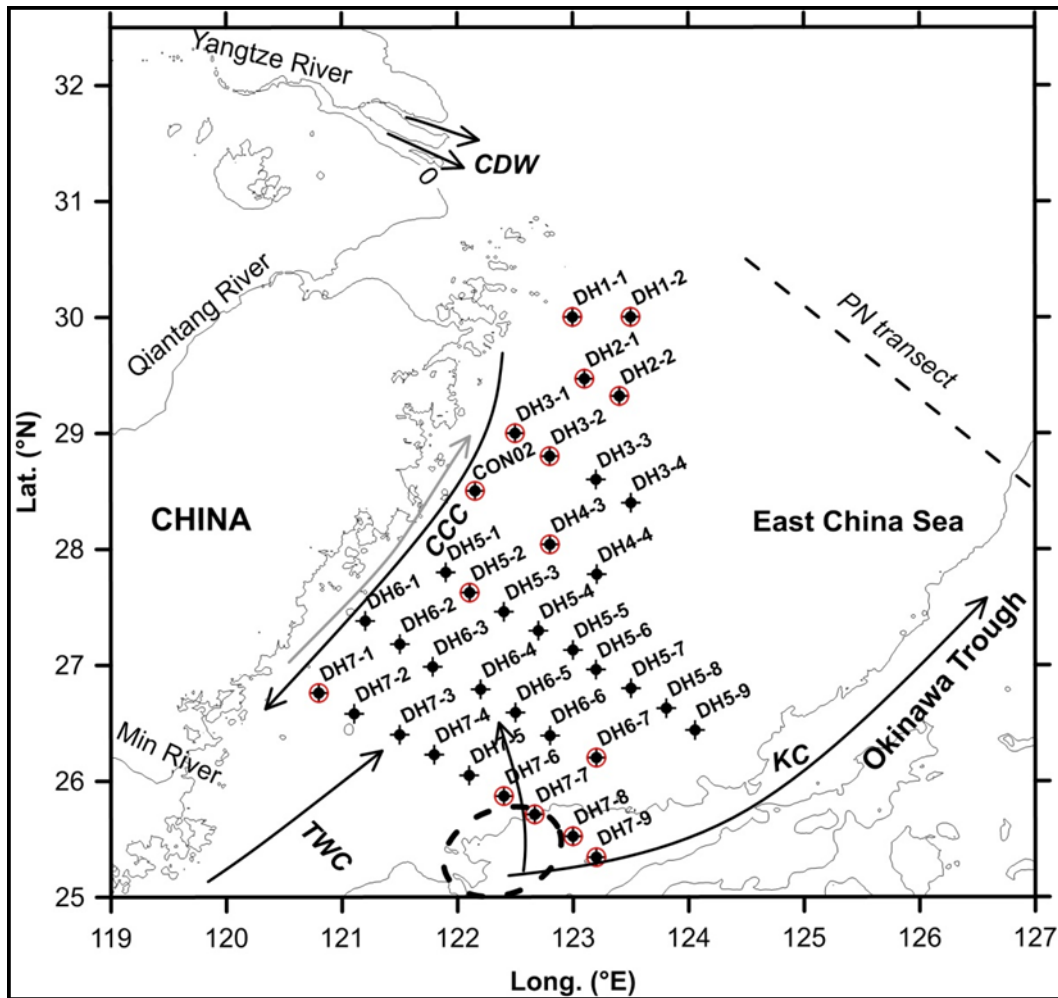 Yangtze River
CDW
Qiantang River
DH1-1
DH1-2
DH2-1
DH2-2
PN transect
DH3-1
DH3-2
DH3-3
DH3-4
CON02
CHINA
East China Sea
CCC
DH4-3
DH4-4
DH5-1
DH5-2
DH5-3
DH5-4
DH5-5
DH5-6
DH5-7
DH5-8
DH5-9
DH6-1
DH6-2
DH6-3
DH6-4
DH6-5
DH6-6
DH6-7
DH7-1
DH7-2
DH7-3
DH7-4
DH7-5
DH7-6
DH7-7
DH7-8
DH7-9
Min River
TWC
KC
Okinawa Trough
Lat. (°N)
32
31
30
29
28
27
26
25
119
120
121
122
123
124
125
126
127
Long. (°E)